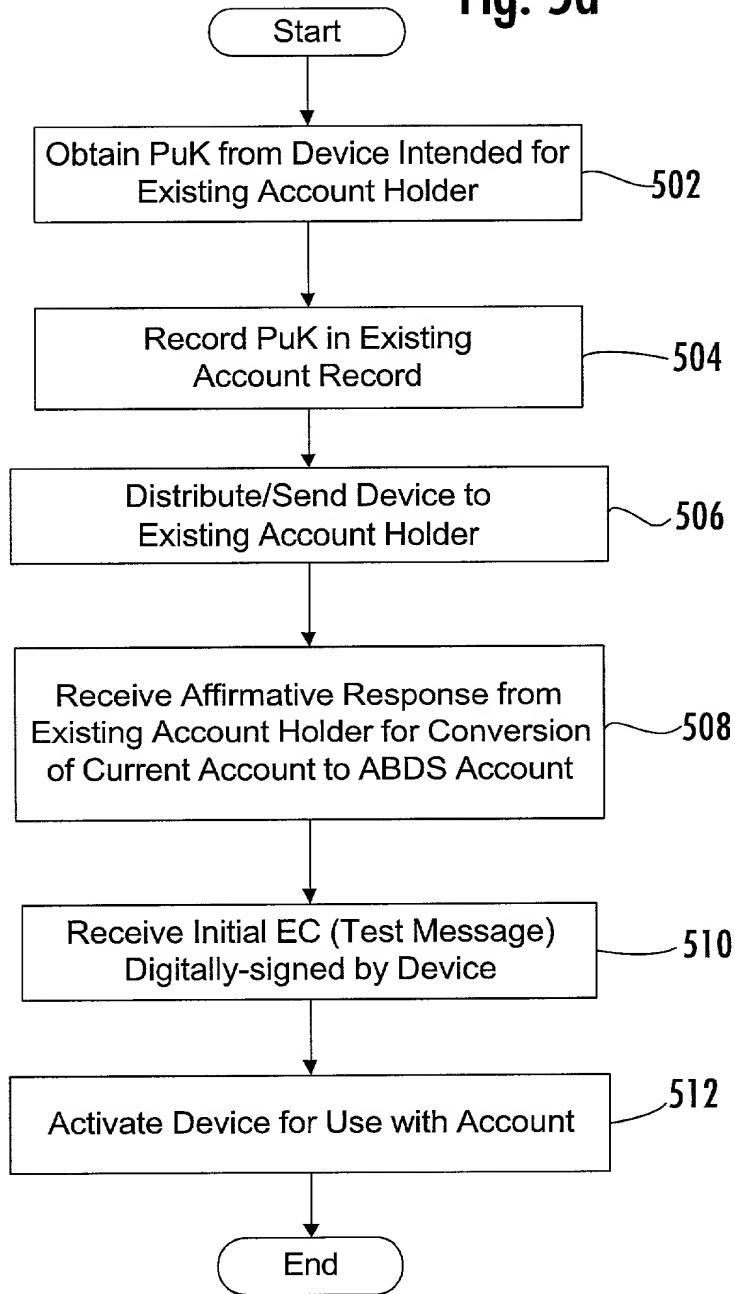 Fig. 5a
Start
Obtain PuK from Device Intended for
Existing Account Holder
502
Record PuK in Existing
Account Record
504
Distribute/Send Device to
Existing Account Holder
506
Receive Affirmative Response from
Existing Account Holder for Conversion
of Current Account to ABDS Account
508
Receive Initial EC (Test Message)
Digitally-signed by Device
510
Activate Device for Use with Account
512
End